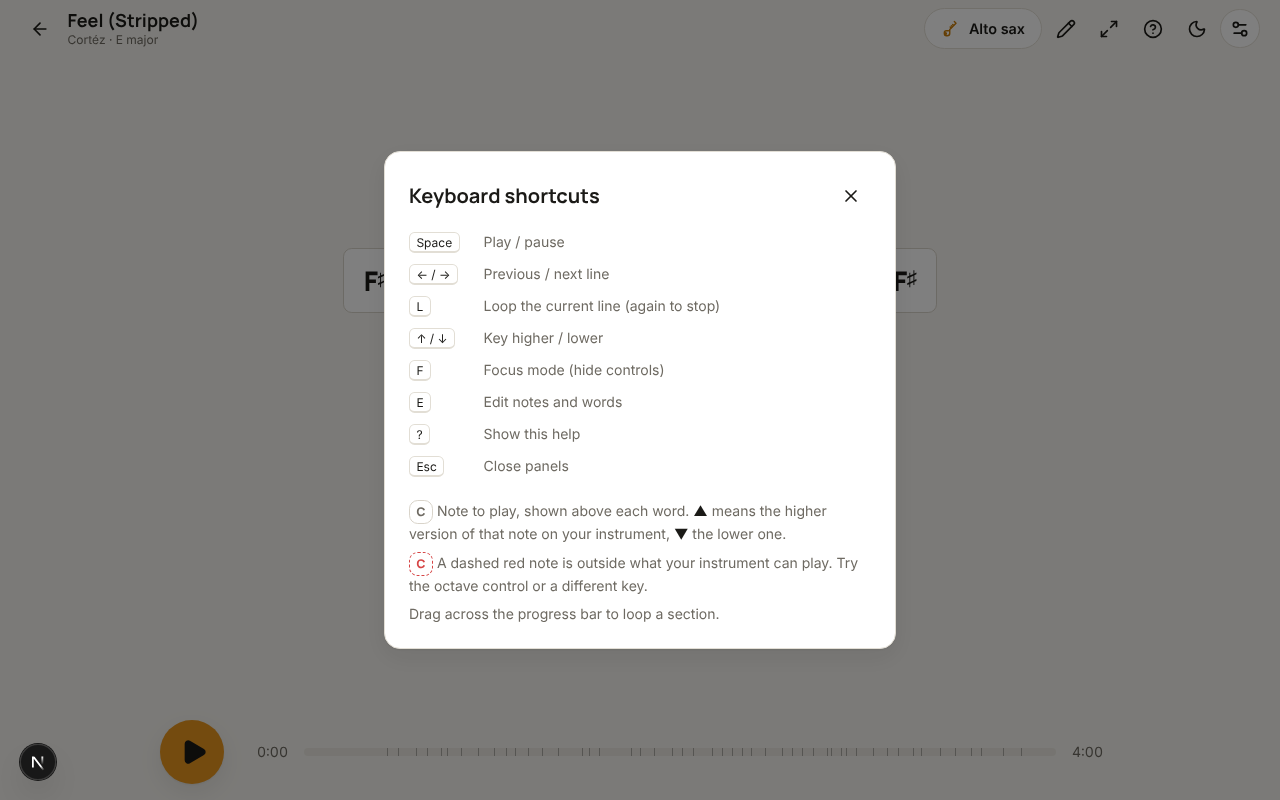 Feel (Stripped)
Cortéz · E major
Alto sax
Keyboard shortcuts
Space Play / pause
← / → Previous / next line
L Loop the current line (again to stop)
↑ / ↓ Key higher / lower
F Focus mode (hide controls)
E Edit notes and words
? Show this help
Esc Close panels
F♯
F♯
C Note to play, shown above each word. ▲ means the higher
version of that note on your instrument, ▼ the lower one.
C A dashed red note is outside what your instrument can play. Try
the octave control or a different key.
Drag across the progress bar to loop a section.
N
0:00
4:00